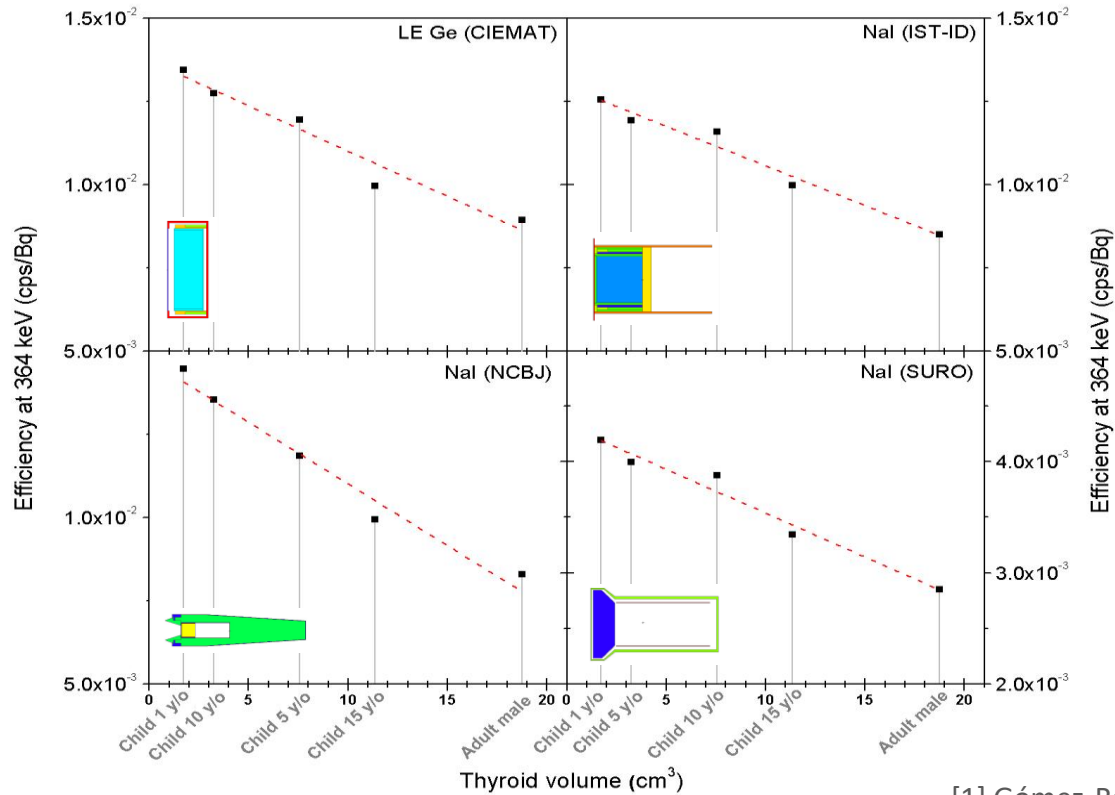 LE Ge (CIEMAT)
NaI (IST-ID)
NaI (NCBJ)
NaI (SURO)
1.5x10⁻²
1.0x10⁻²
5.0x10⁻³
1.0x10⁻²
5.0x10⁻³
1.5x10⁻²
1.0x10⁻²
5.0x10⁻³
4.0x10⁻³
3.0x10⁻³
2.0x10⁻³
Efficiency at 364 keV (cps/Bq)
Efficiency at 364 keV (cps/Bq)
0 5 10 15 20 5 10 15 20
Child 1 y/o
Child 10 y/o
Child 5 y/o
Child 15 y/o
Adult male
Child 1 y/o
Child 5 y/o
Child 10 y/o
Child 15 y/o
Adult male
Thyroid volume (cm³)
[1] Gómez